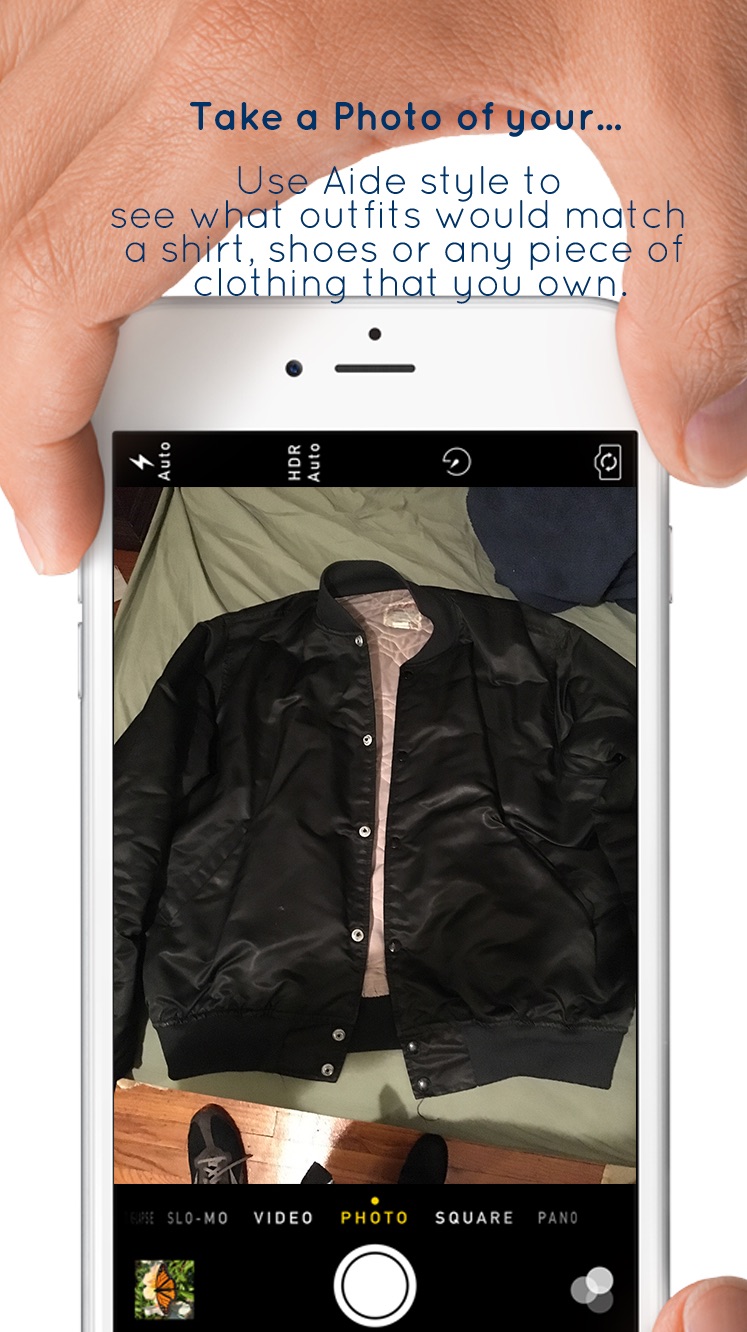 Take a Photo of your...
Use Aide style to
see what outfits would match
a shirt, shoes or any piece of
clothing that you own.
Auto
HDR
Auto
SLO-MO VIDEO PHOTO SQUARE PANO